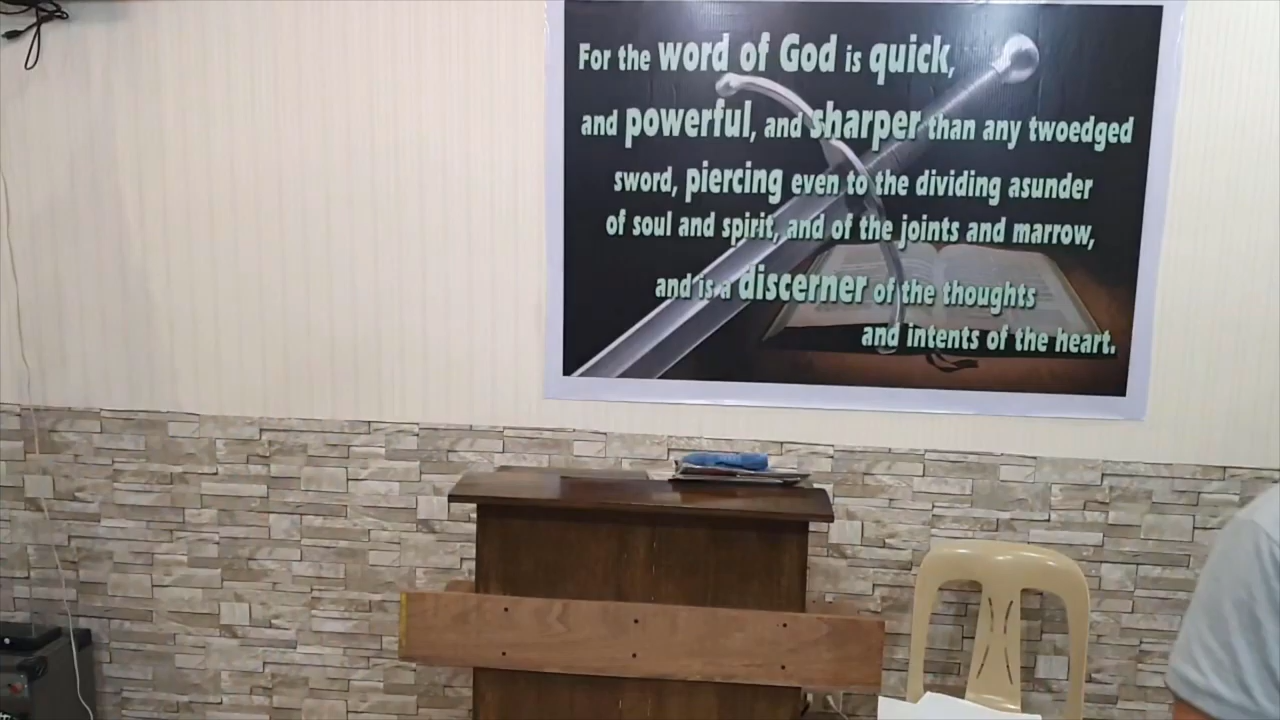 For the word of God is quick,
and powerful, and sharper than any twoedged
sword, piercing even to the dividing asunder
of soul and spirit, and of the joints and marrow,
and is a discerner of the thoughts
and intents of the heart.